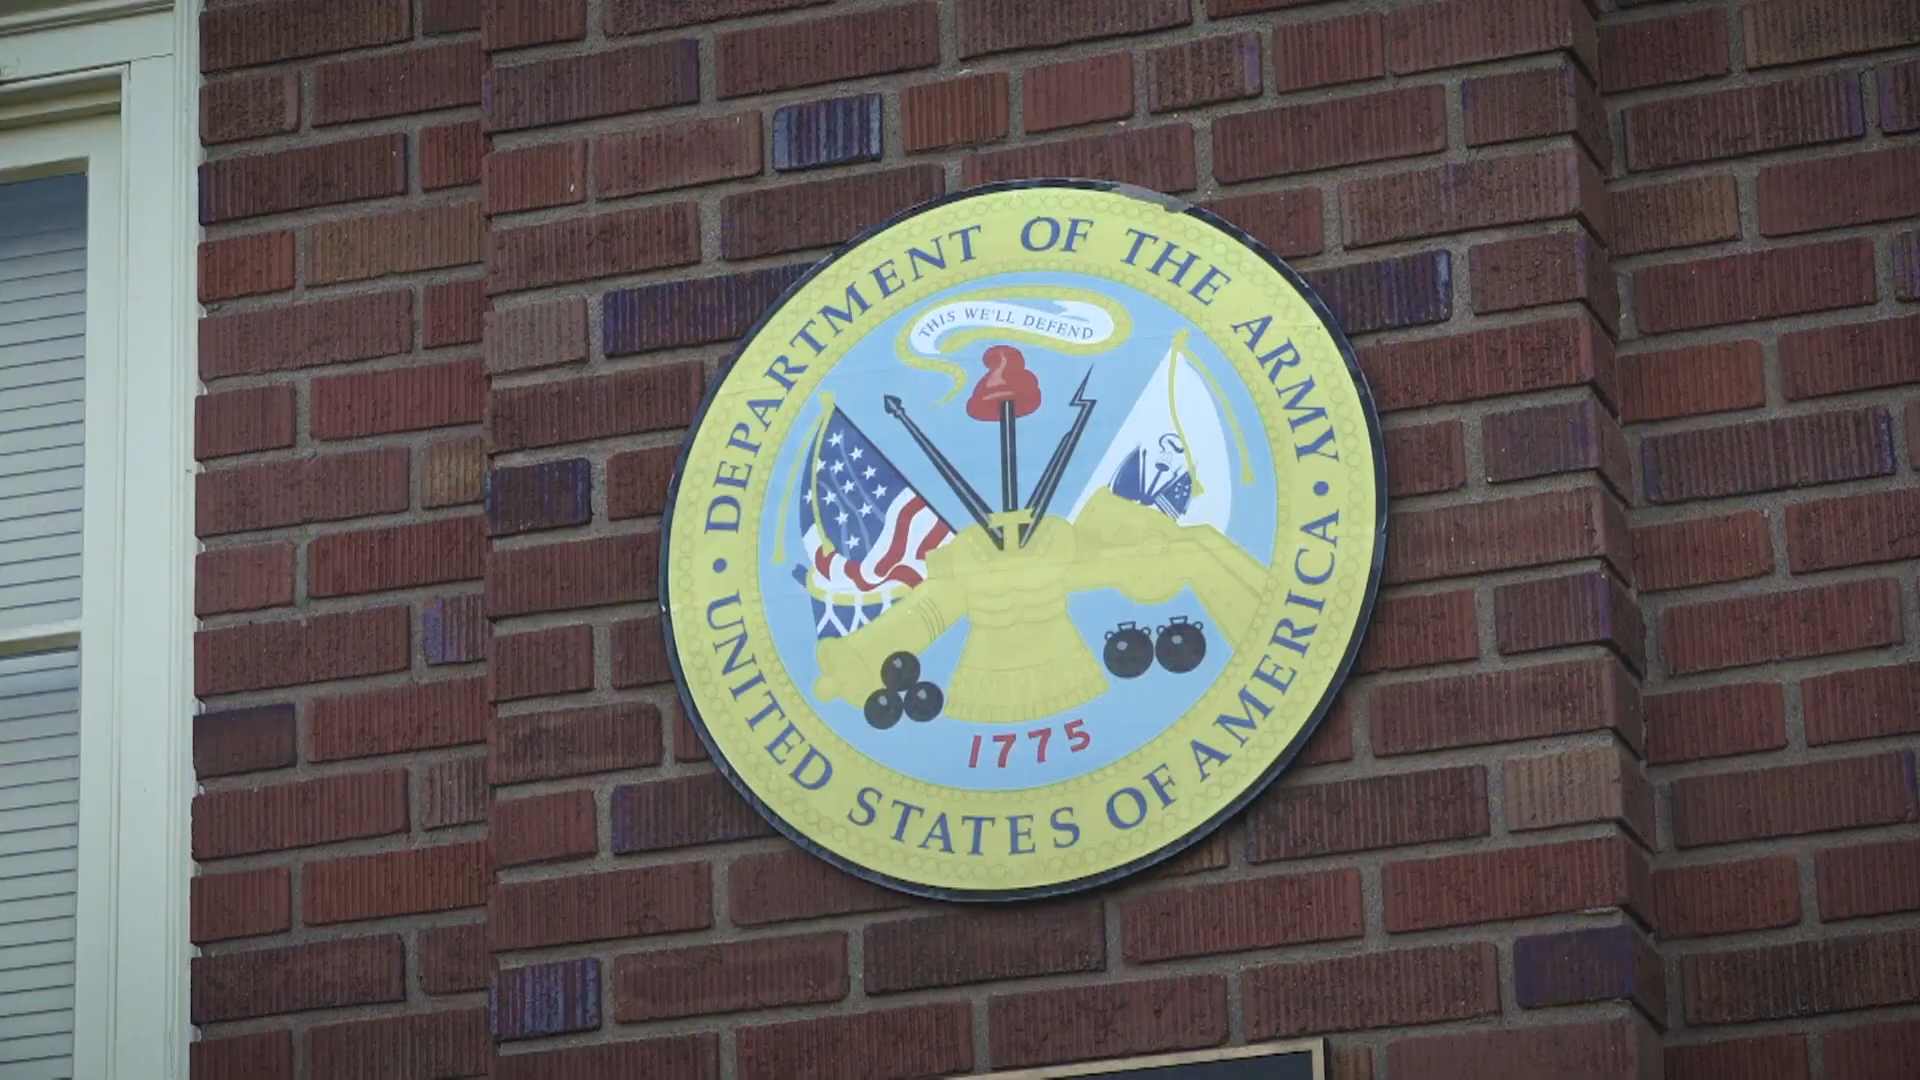 DEPARTMENT OF THE ARMY
THIS WE'LL DEFEND
1775
UNITED STATES OF AMERICA